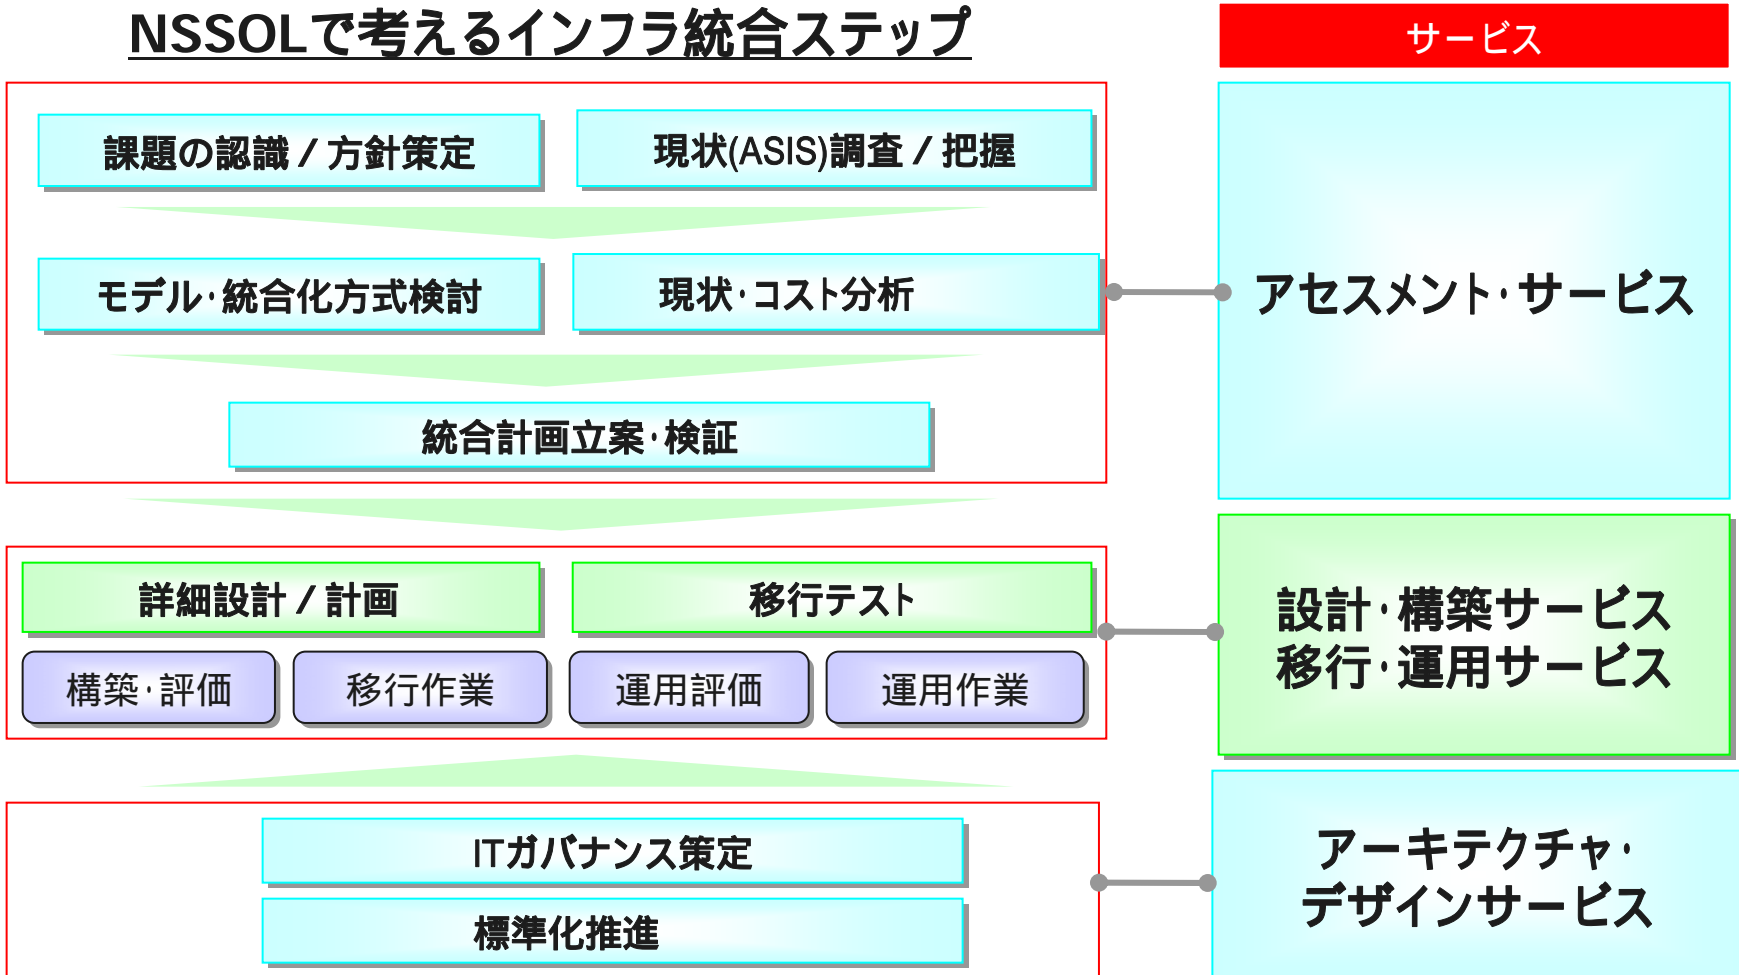 NSSOLで考えるインフラ統合ステップ
サービス
課題の認識/方針策定
現状(ASIS)調査/把握
モデル・統合化方式検討
現状・コスト分析
アセスメント・サービス
統合計画立案・検証
詳細設計/計画
移行テスト
設計・構築サービス
移行・運用サービス
構築・評価
移行作業
運用評価
運用作業
ITガバナンス策定
標準化推進
アーキテクチャ・
デザインサービス